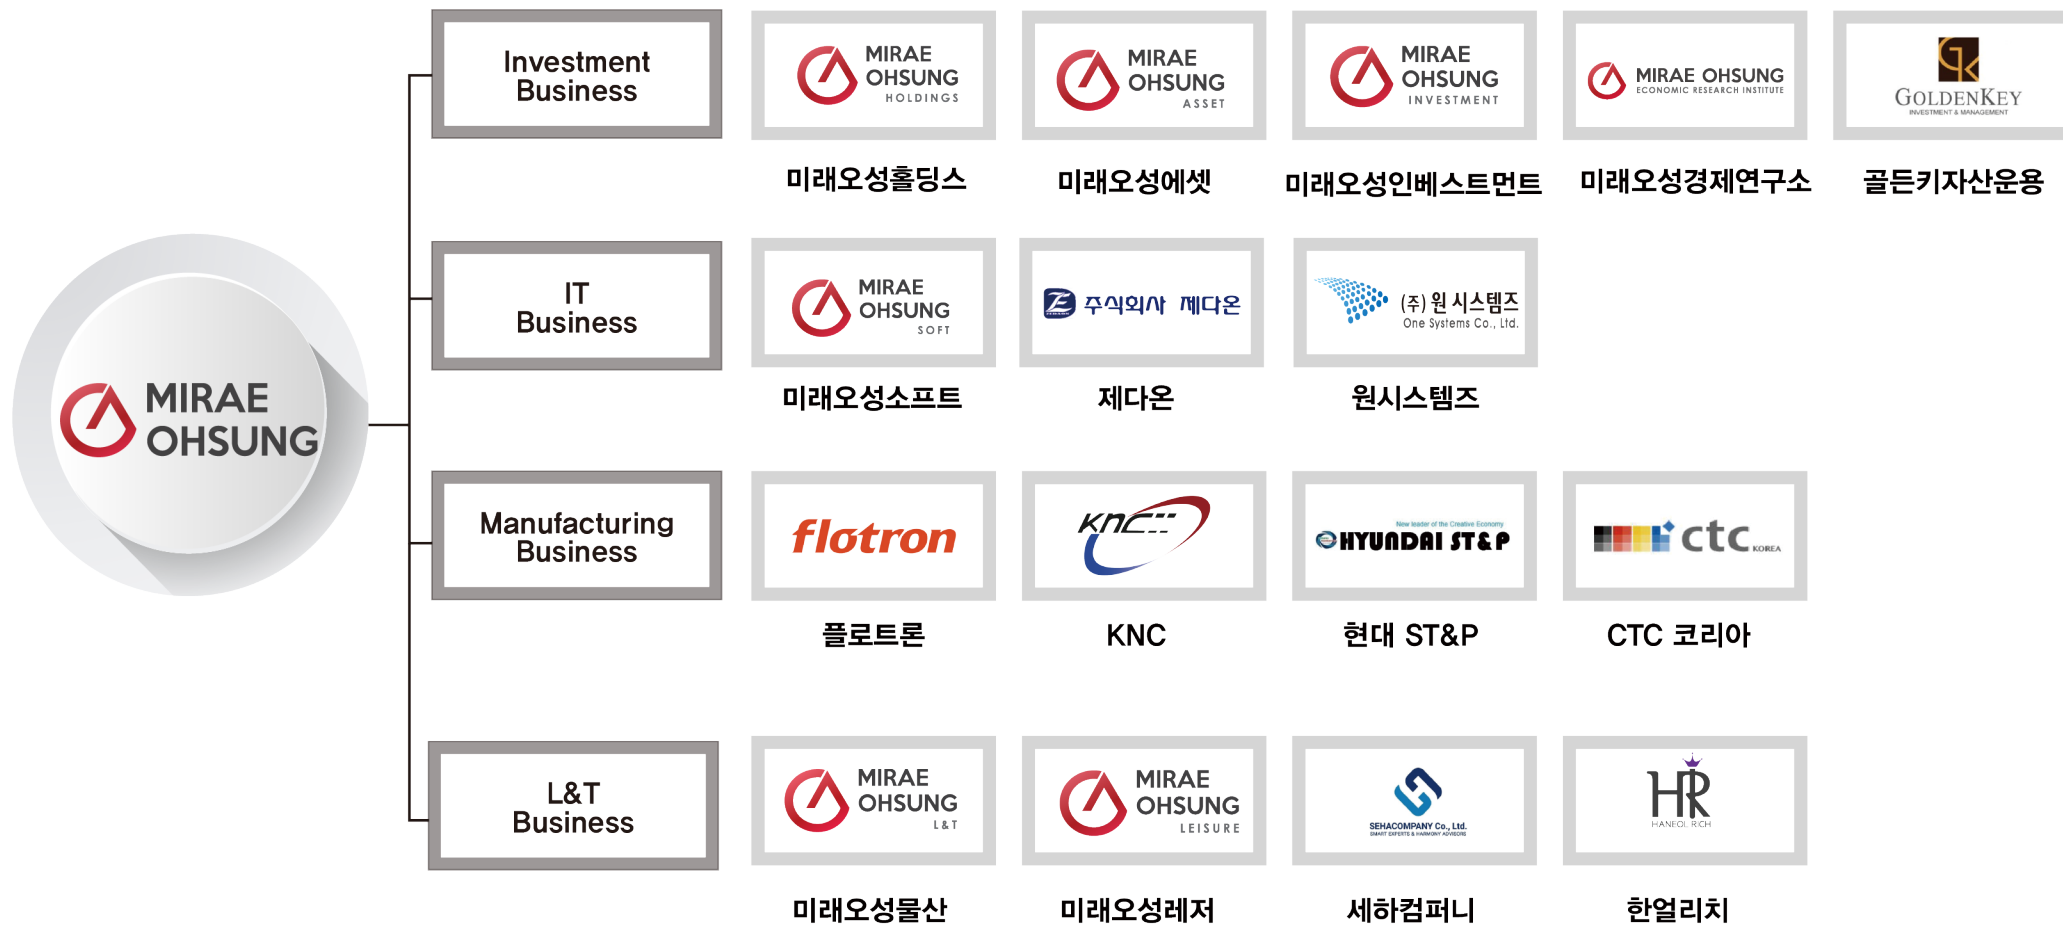 MIRAE
OHSUNG
Investment
Business
MIRAE
OHSUNG
HOLDINGS
미래오성홀딩스
MIRAE
OHSUNG
ASSET
미래오성에셋
MIRAE
OHSUNG
INVESTMENT
미래오성인베스트먼트
MIRAE OHSUNG
ECONOMIC RESEARCH INSTITUTE
미래오성경제연구소
GOLDENKEY
INVESTMENT & MANAGEMENT
골든키자산운용
IT
Business
MIRAE
OHSUNG
SOFT
미래오성소프트
주식회사 제다온
제다온
(주)원시스템즈
One Systems Co., Ltd.
원시스템즈
Manufacturing
Business
flotron
플로트론
KNC
KNC
New leader of the Creative Economy
HYUNDAI ST&P
현대 ST&P
ctc KOREA
CTC 코리아
L&T
Business
MIRAE
OHSUNG
L&T
미래오성물산
MIRAE
OHSUNG
LEISURE
미래오성레저
SEHACOMPANY Co., Ltd.
SMART EXPERTS & HARMONY ADVISORS
세하컴퍼니
HR
HANEOL RICH
한얼리치